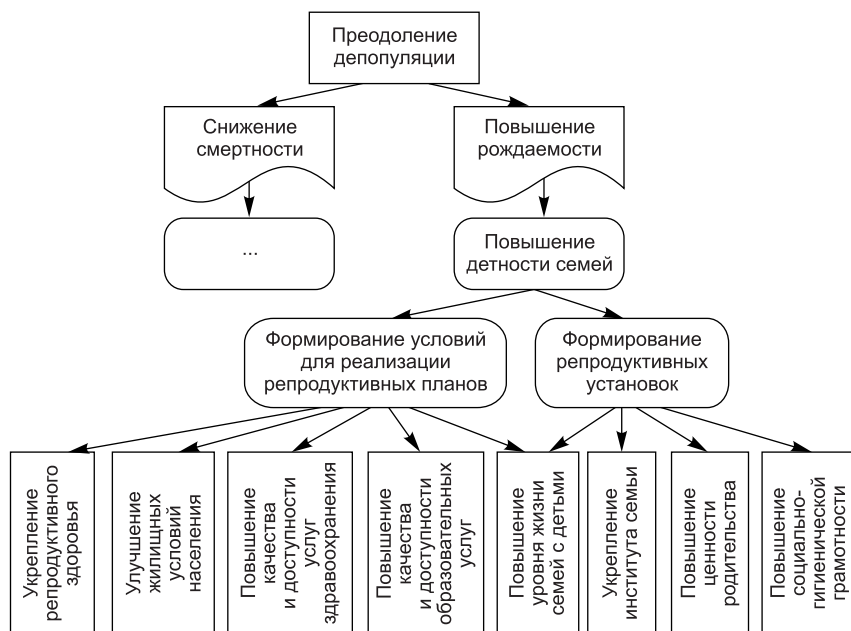 Преодоление
депопуляции
Снижение
смертности
Повышение
рождаемости
...
Повышение
детности семей
Формирование условий
для реализации
репродуктивных планов
Формирование
репродуктивных
установок
Укрепление
репродуктивного
здоровья
Улучшение
жилищных
условий
населения
Повышение
качества
и доступности
услуг
здравоохранения
Повышение
качества
и доступности
образовательных
услуг
Повышение
уровня жизни
семей с детьми
Укрепление
института семьи
Повышение
ценности
родительства
Повышение
социально-
гигиенической
грамотности